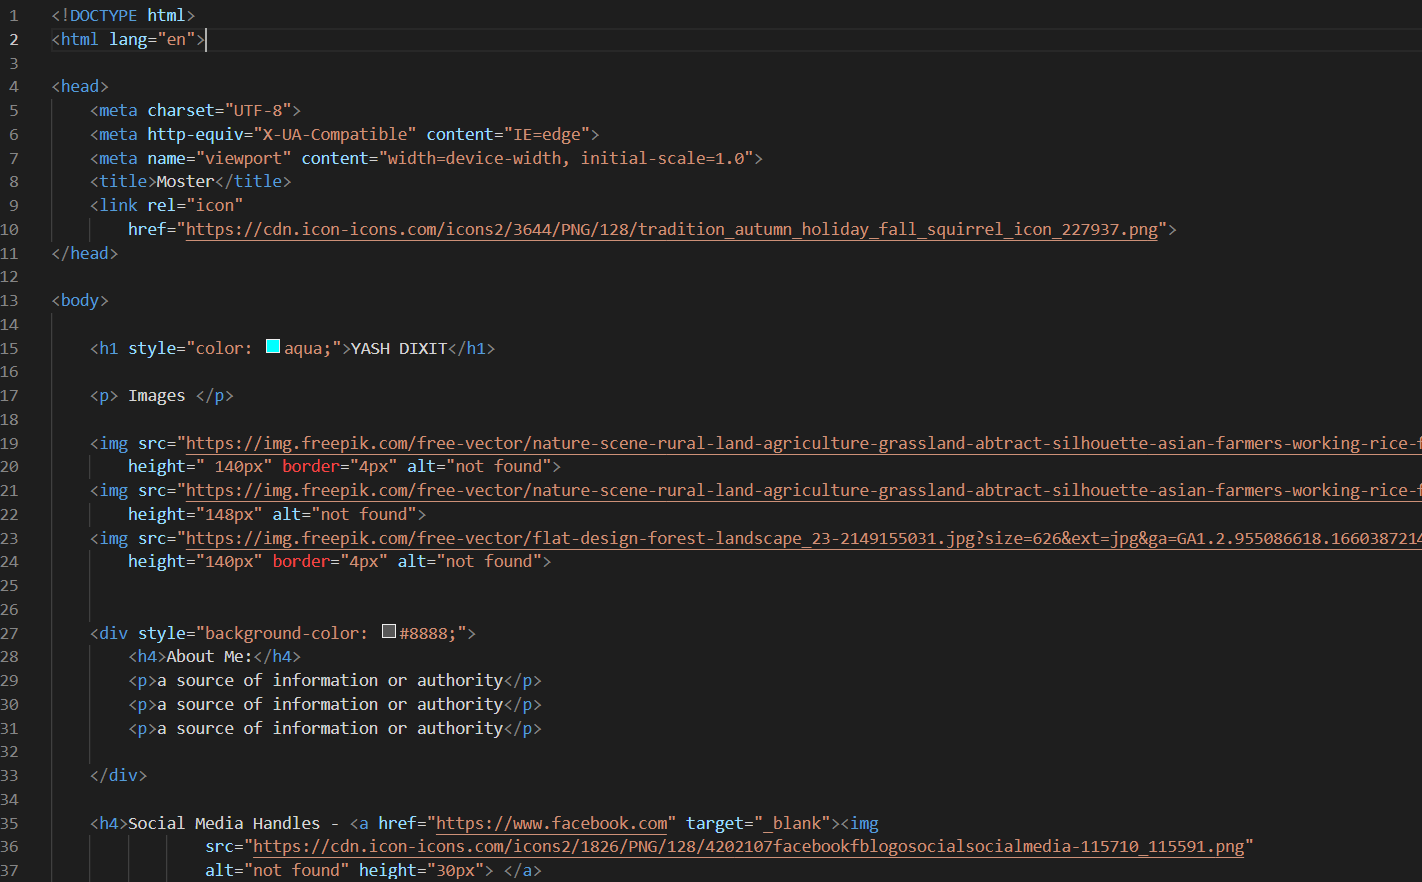 1 <!DOCTYPE html>
2 <html lang="en">
3
4 <head>
5 <meta charset="UTF-8">
6 <meta http-equiv="X-UA-Compatible" content="IE=edge">
7 <meta name="viewport" content="width=device-width, initial-scale=1.0">
8 <title>Moster</title>
9 <link rel="icon"
10 href="https://cdn.icon-icons.com/icons2/3644/PNG/128/tradition_autumn_holiday_fall_squirrel_icon_227937.png">
11 </head>
12
13 <body>
14
15 <h1 style="color: aqua;">YASH DIXIT</h1>
16
17 <p> Images </p>
18
19 <img src="https://img.freepik.com/free-vector/nature-scene-rural-land-agriculture-grassland-abtract-silhouette-asian-farmers-working-rice-f
20 height=" 140px" border="4px" alt="not found">
21 <img src="https://img.freepik.com/free-vector/nature-scene-rural-land-agriculture-grassland-abtract-silhouette-asian-farmers-working-rice-f
22 height="148px" alt="not found">
23 <img src="https://img.freepik.com/free-vector/flat-design-forest-landscape_23-2149155031.jpg?size=626&ext=jpg&ga=GA1.2.955086618.1660387214
24 height="140px" border="4px" alt="not found">
25
26
27 <div style="background-color: #8888;">
28 <h4>About Me:</h4>
29 <p>a source of information or authority</p>
30 <p>a source of information or authority</p>
31 <p>a source of information or authority</p>
32
33 </div>
34
35 <h4>Social Media Handles - <a href="https://www.facebook.com" target="_blank"><img
36 src="https://cdn.icon-icons.com/icons2/1826/PNG/128/4202107facebookfblogosocialsocialmedia-115710_115591.png"
37 alt="not found" height="30px"> </a>